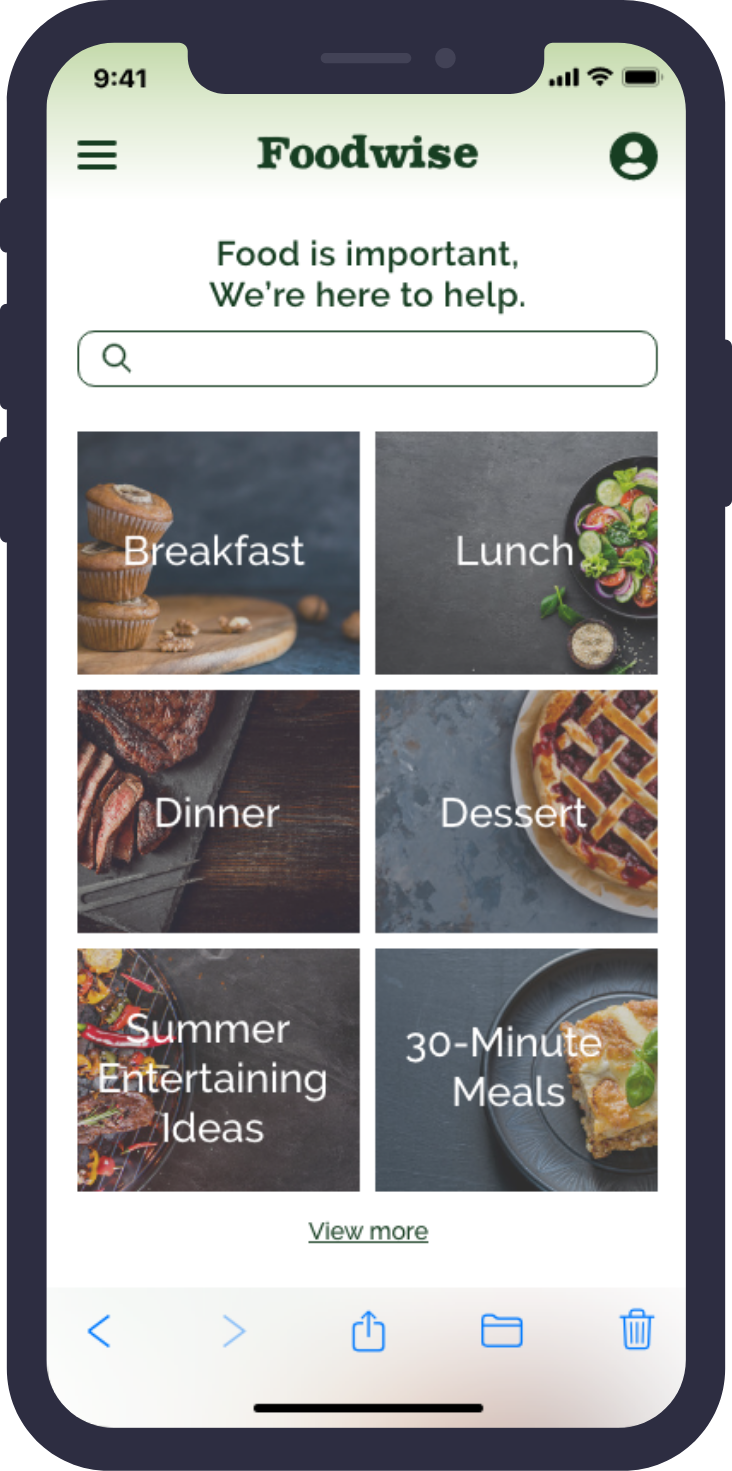 9:41
Foodwise
Food is important,
We're here to help.
Breakfast
Lunch
Dinner
Dessert
Summer
Entertaining
Ideas
30-Minute
Meals
View more